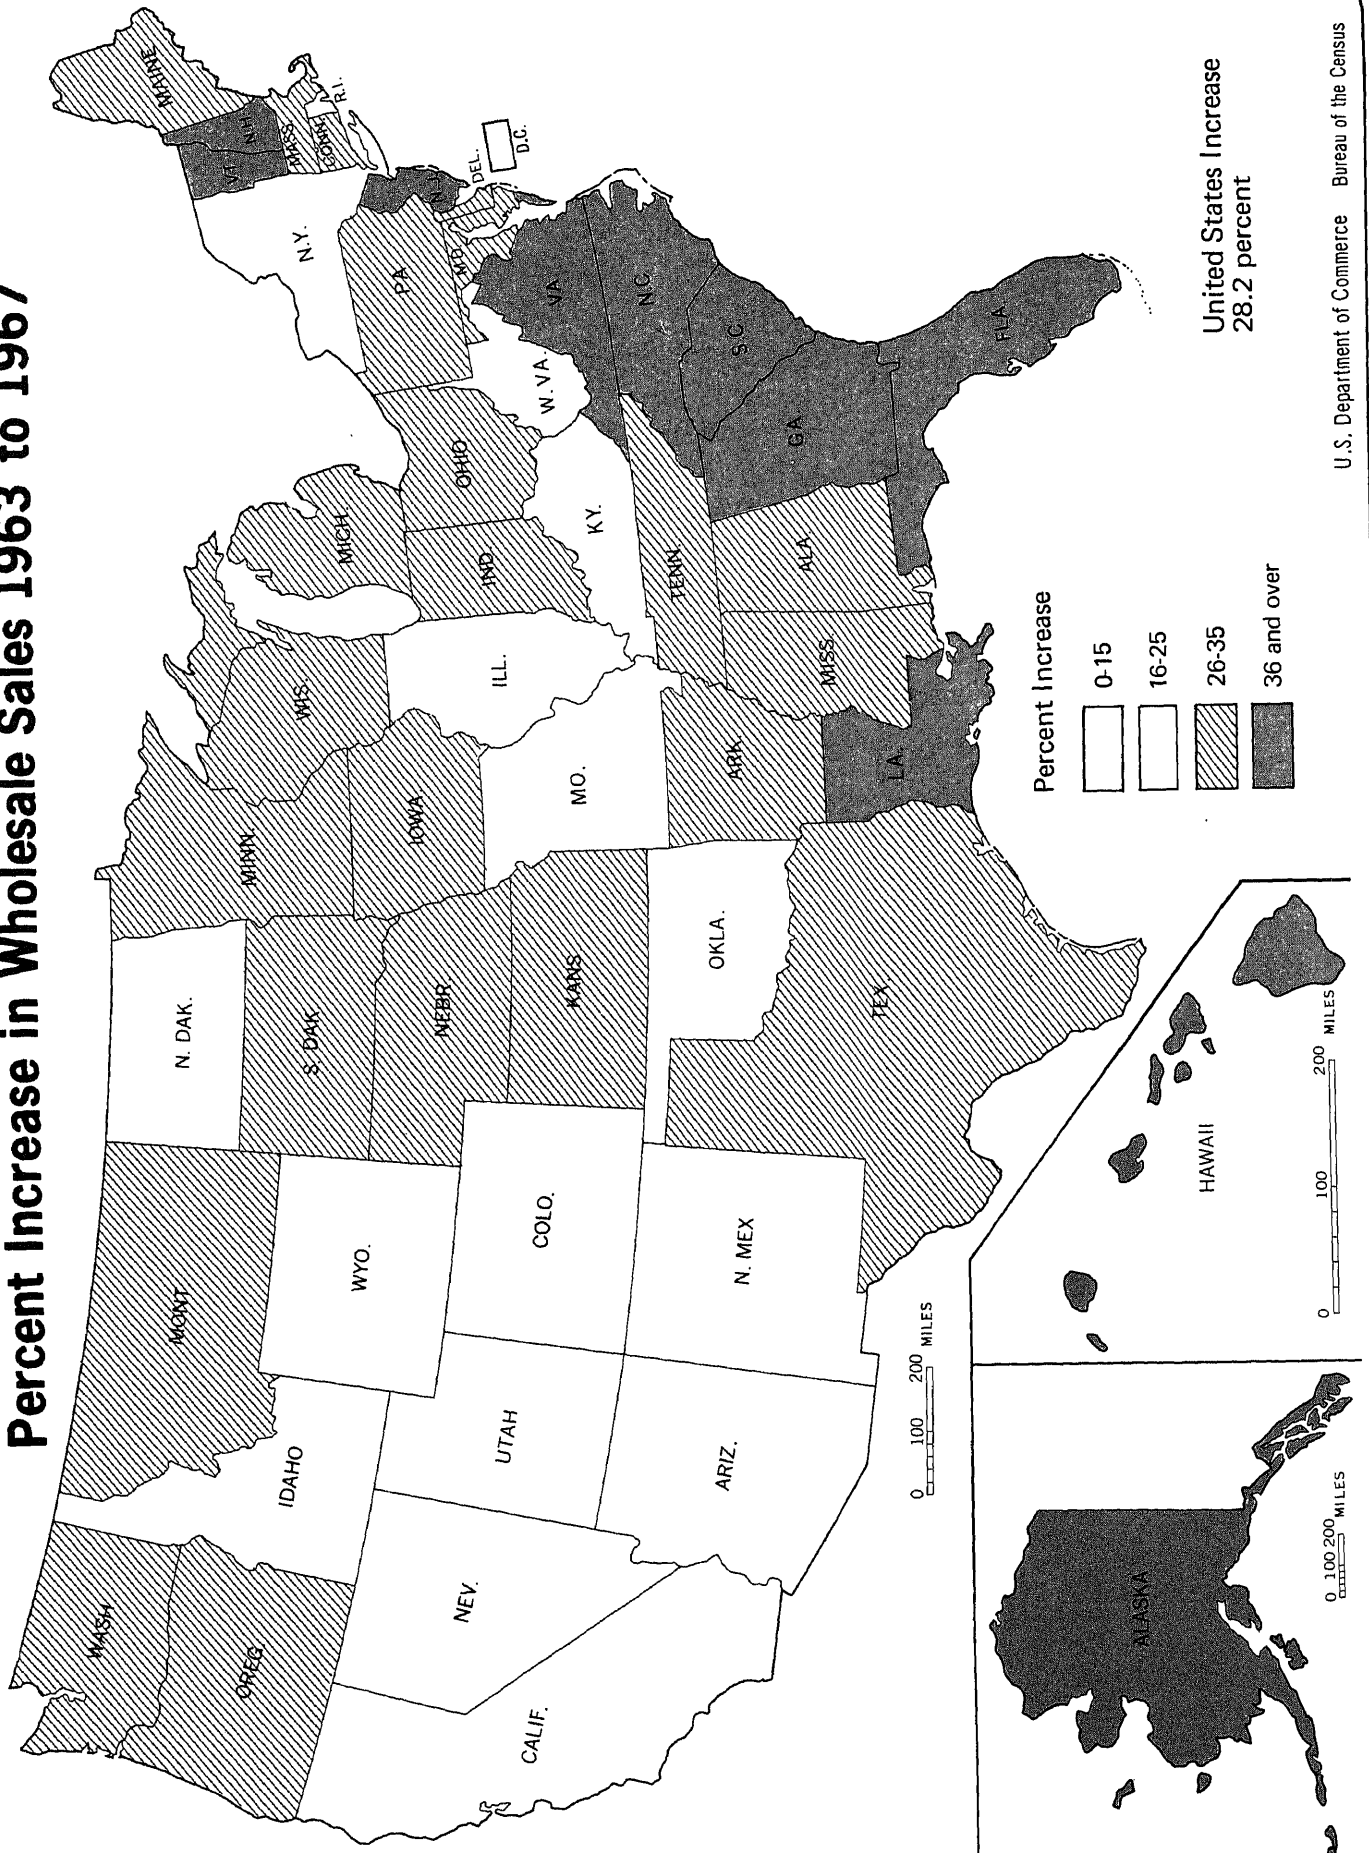 Percent Increase in Wholesale Sales 1963 to 1967
WASH.
OREG.
CALIF.
NEV.
IDAHO
MONT.
WYO.
UTAH
ARIZ.
COLO.
N. MEX
N. DAK.
S. DAK.
NEBR.
KANS.
OKLA.
TEX.
MINN.
IOWA.
MO.
ARK.
LA.
WIS.
ILL.
MISS.
MICH.
IND.
OHIO
KY.
TENN.
ALA.
GA.
FLA.
S.C.
N.C.
VA.
W. VA.
MD.
DEL.
D.C.
PA.
N.J.
N.Y.
CONN.
R.I.
MASS.
VT.
N.H.
MAINE
0 100 200 MILES
ALASKA
0 100 200 MILES
HAWAII
0 100 200 MILES
Percent Increase
0-15
16-25
26-35
36 and over
United States Increase
28.2 percent
U.S. Department of Commerce Bureau of the Census